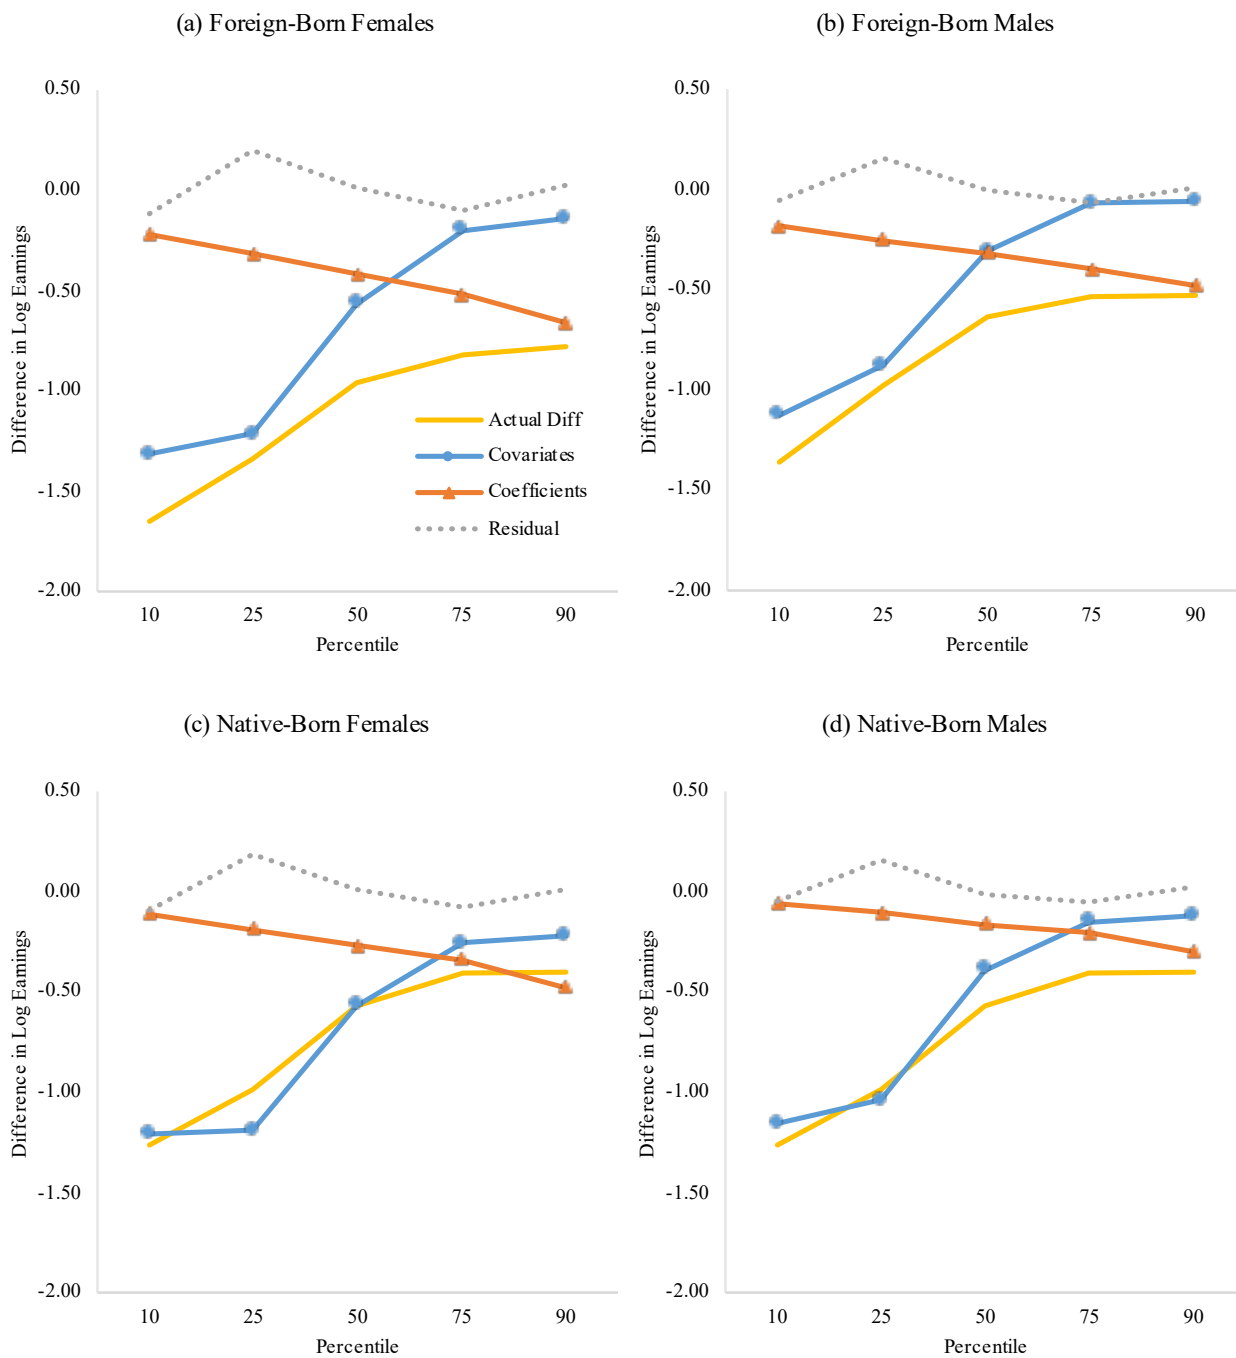 (a) Foreign-Born Females
0.50
0.00
-0.50
-1.00
-1.50
-2.00
Difference in Log Earnings
Actual Diff
Covariates
Coefficients
Residual
10 25 50 75 90
Percentile
(b) Foreign-Born Males
0.50
0.00
-0.50
-1.00
-1.50
-2.00
Difference in Log Earnings
10 25 50 75 90
Percentile
(c) Native-Born Females
0.50
0.00
-0.50
-1.00
-1.50
-2.00
Difference in Log Earnings
10 25 50 75 90
Percentile
(d) Native-Born Males
0.50
0.00
-0.50
-1.00
-1.50
-2.00
Difference in Log Earnings
10 25 50 75 90
Percentile